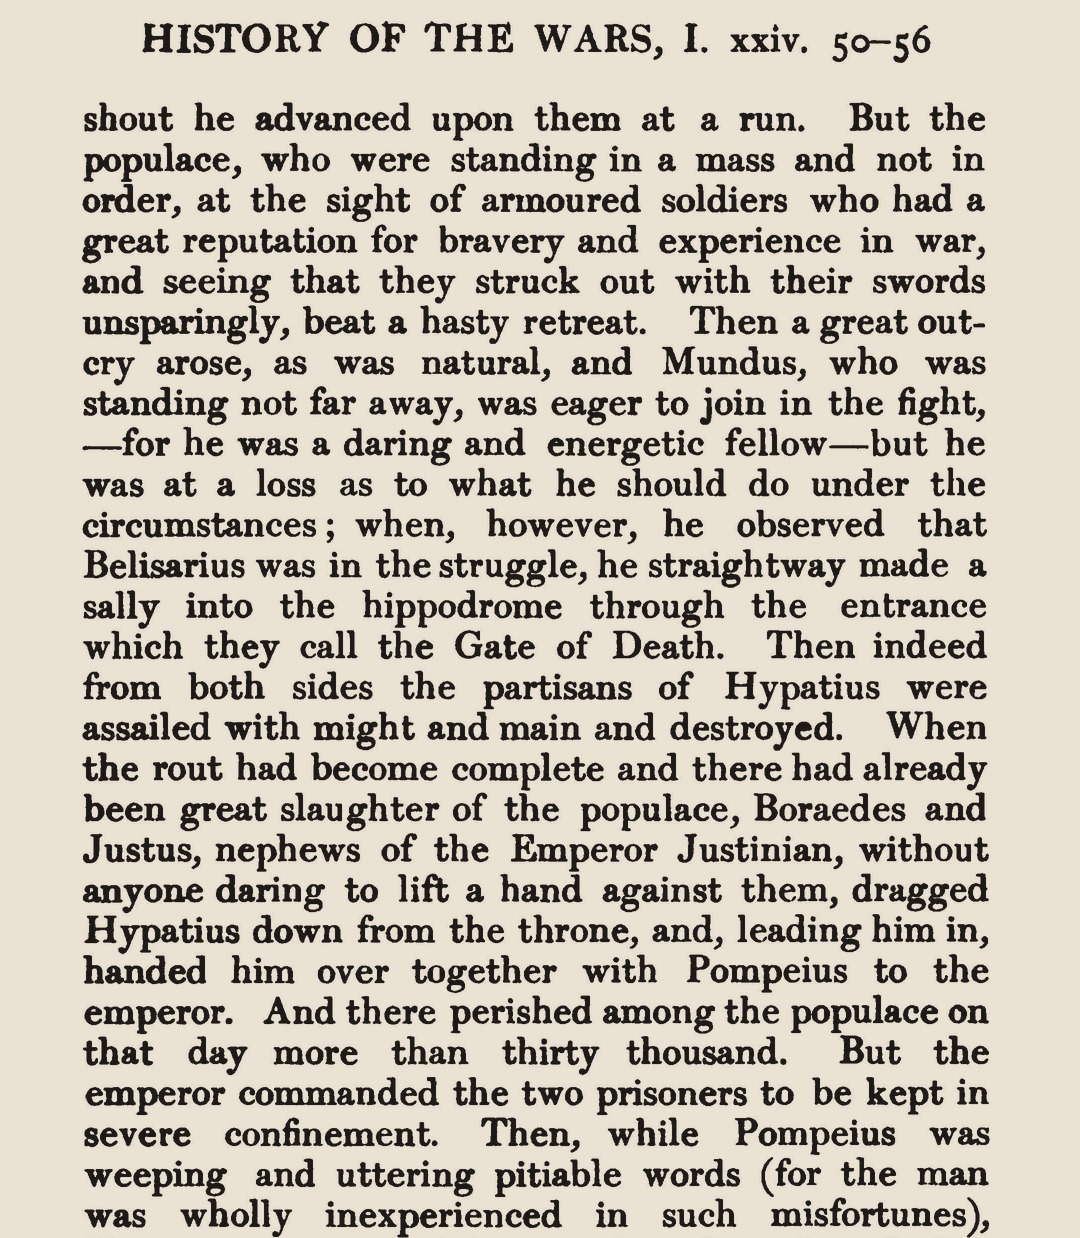 HISTORY OF THE WARS, I. xxiv. 50–56
shout he advanced upon them at a run. But the
populace, who were standing in a mass and not in
order, at the sight of armoured soldiers who had a
great reputation for bravery and experience in war,
and seeing that they struck out with their swords
unsparingly, beat a hasty retreat. Then a great out-
cry arose, as was natural, and Mundus, who was
standing not far away, was eager to join in the fight,
—for he was a daring and energetic fellow—but he
was at a loss as to what he should do under the
circumstances; when, however, he observed that
Belisarius was in the struggle, he straightway made a
sally into the hippodrome through the entrance
which they call the Gate of Death. Then indeed
from both sides the partisans of Hypatius were
assailed with might and main and destroyed. When
the rout had become complete and there had already
been great slaughter of the populace, Boraedes and
Justus, nephews of the Emperor Justinian, without
anyone daring to lift a hand against them, dragged
Hypatius down from the throne, and, leading him in,
handed him over together with Pompeius to the
emperor. And there perished among the populace on
that day more than thirty thousand. But the
emperor commanded the two prisoners to be kept in
severe confinement. Then, while Pompeius was
weeping and uttering pitiable words (for the man
was wholly inexperienced in such misfortunes),